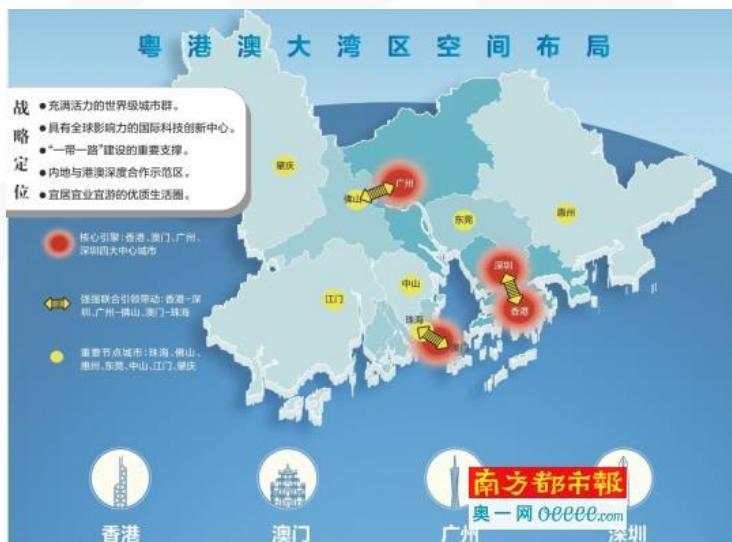 粤港澳大湾区空间布局
战略定位
●充满活力的世界级城市群。
●具有全球影响力的国际科技创新中心。
●“一带一路”建设的重要支撑。
●内地与港澳深度合作示范区。
●宜居宜业宜游的优质生活圈。
核心引擎:香港、澳门、广州、
深圳四大中心城市
强强联合引领带动:香港-深
圳、广州-佛山、澳门-珠海
重要节点城市:珠海、佛山、
惠州、东莞、中山、江门、肇庆
肇庆
广州
佛山
东莞
惠州
深圳
香港
中山
江门
珠海
澳门
南方都市報
奥一网 oeeee.com
香港
澳门
广州
深圳